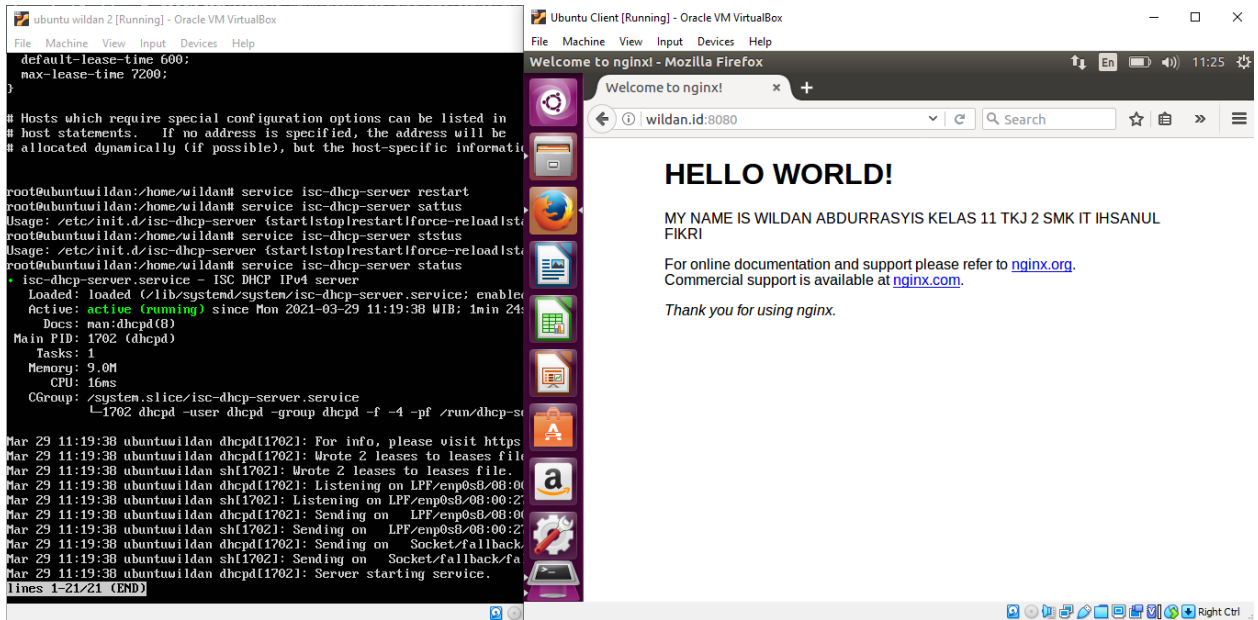 ubuntu wildan 2 [Running] - Oracle VM VirtualBox
File Machine View Input Devices Help
default-lease-time 600;
max-lease-time 7200;
}
# Hosts which require special configuration options can be listed in
# host statements.   If no address is specified, the address will be
# allocated dynamically (if possible), but the host-specific informatio
root@ubuntuwildan:/home/wildan# service isc-dhcp-server restart
root@ubuntuwildan:/home/wildan# service isc-dhcp-server sattus
Usage: /etc/init.d/isc-dhcp-server {start|stop|restart|force-reload|sta
root@ubuntuwildan:/home/wildan# service isc-dhcp-server ststus
Usage: /etc/init.d/isc-dhcp-server {start|stop|restart|force-reload|sta
root@ubuntuwildan:/home/wildan# service isc-dhcp-server status
• isc-dhcp-server.service - ISC DHCP IPv4 server
Loaded: loaded (/lib/systemd/system/isc-dhcp-server.service; enabled
Active: active (running) since Mon 2021-03-29 11:19:38 WIB; 1min 24s
Docs: man:dhcpd(8)
Main PID: 1702 (dhcpd)
Tasks: 1
Memory: 9.0M
CPU: 16ms
CGroup: /system.slice/isc-dhcp-server.service
└─1702 dhcpd -user dhcpd -group dhcpd -f -4 -pf /run/dhcp-se
Mar 29 11:19:38 ubuntuwildan dhcpd[1702]: For info, please visit https
Mar 29 11:19:38 ubuntuwildan dhcpd[1702]: Wrote 2 leases to leases file
Mar 29 11:19:38 ubuntuwildan sh[1702]: Wrote 2 leases to leases file.
Mar 29 11:19:38 ubuntuwildan dhcpd[1702]: Listening on LPF/enp0s8/08:00
Mar 29 11:19:38 ubuntuwildan sh[1702]: Listening on LPF/enp0s8/08:00:27
Mar 29 11:19:38 ubuntuwildan dhcpd[1702]: Sending on   LPF/enp0s8/08:00
Mar 29 11:19:38 ubuntuwildan sh[1702]: Sending on   LPF/enp0s8/08:00:27
Mar 29 11:19:38 ubuntuwildan dhcpd[1702]: Sending on   Socket/fallback/
Mar 29 11:19:38 ubuntuwildan sh[1702]: Sending on   Socket/fallback/fa
Mar 29 11:19:38 ubuntuwildan dhcpd[1702]: Server starting service.
lines 1-21/21 (END)
Ubuntu Client [Running] - Oracle VM VirtualBox
File Machine View Input Devices Help
Welcome to nginx! - Mozilla Firefox
En
11:25
Welcome to nginx!
wildan.id:8080
Search
HELLO WORLD!
MY NAME IS WILDAN ABDURRASYIS KELAS 11 TKJ 2 SMK IT IHSANUL
FIKRI
For online documentation and support please refer to nginx.org.
Commercial support is available at nginx.com.
Thank you for using nginx.
Right Ctrl